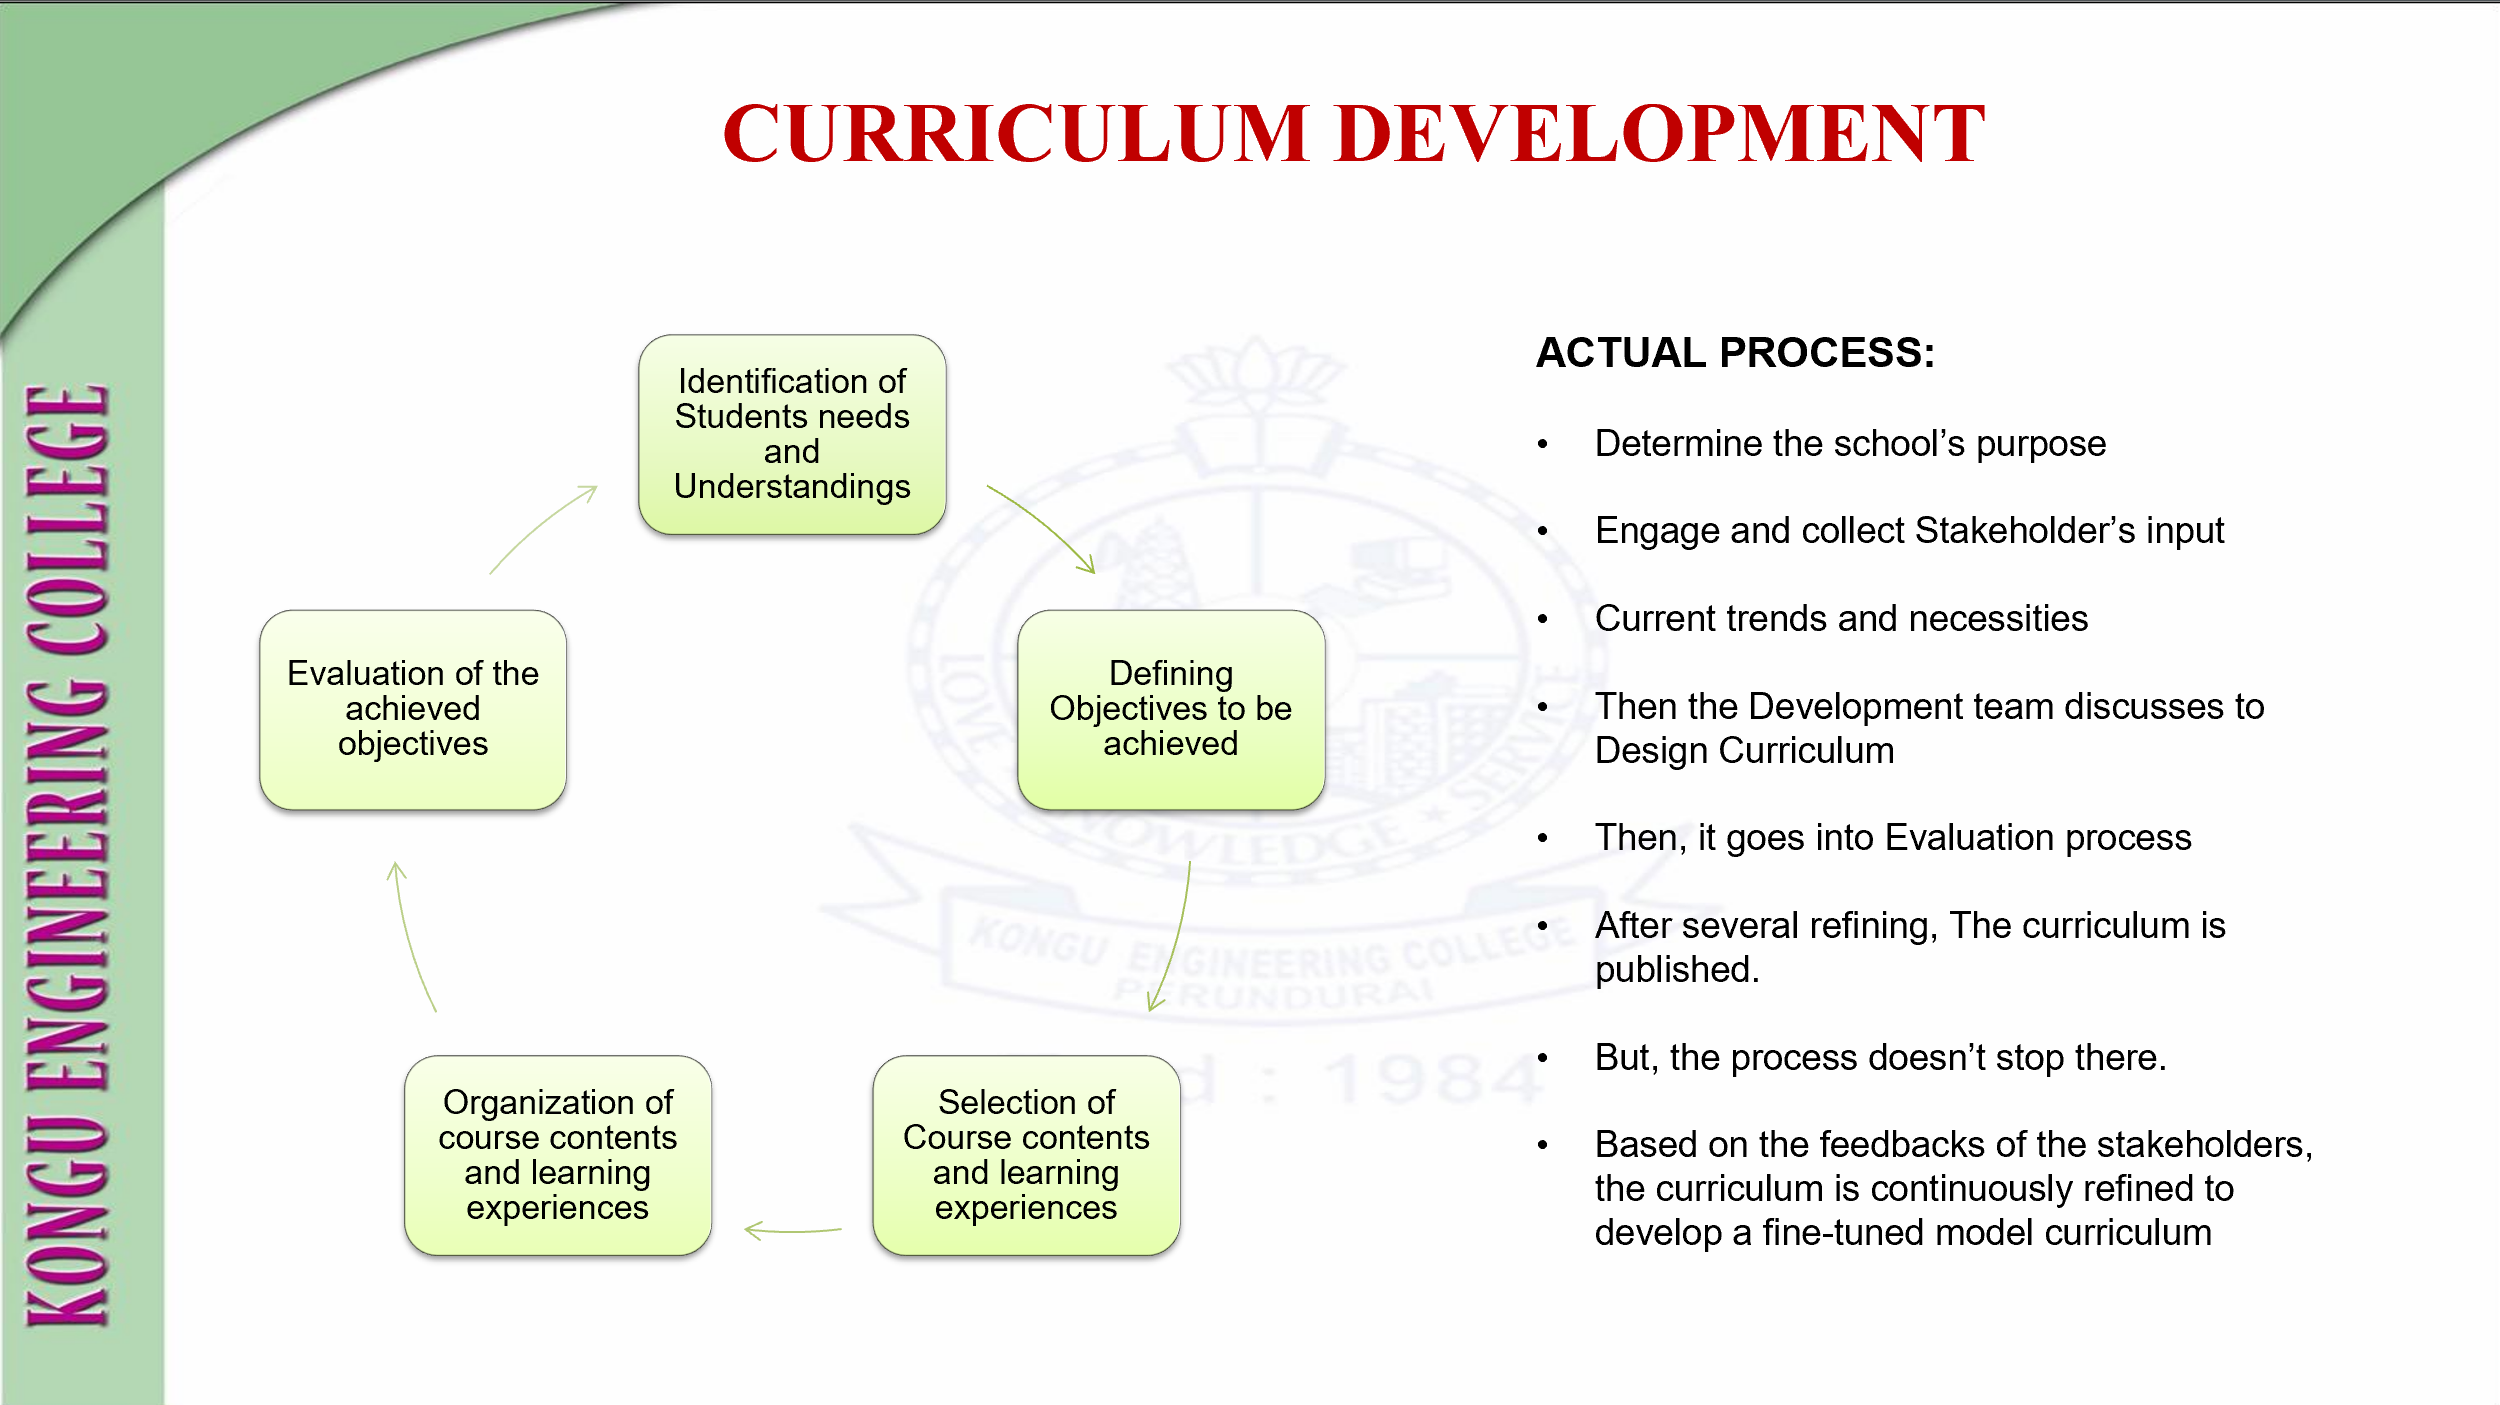 CURRICULUM DEVELOPMENT
KONGU ENGINEERING COLLEGE
Identification of
Students needs
and
Understandings
Defining
Objectives to be
achieved
Selection of
Course contents
and learning
experiences
Organization of
course contents
and learning
experiences
Evaluation of the
achieved
objectives
ACTUAL PROCESS:
• Determine the school’s purpose
• Engage and collect Stakeholder’s input
• Current trends and necessities
• Then the Development team discusses to
Design Curriculum
• Then, it goes into Evaluation process
• After several refining, The curriculum is
published.
• But, the process doesn’t stop there.
• Based on the feedbacks of the stakeholders,
the curriculum is continuously refined to
develop a fine-tuned model curriculum
LOVE KNOWLEDGE ★ SERVICE
KONGU ENGINEERING COLLEGE
PERUNDURAI
d : 1984